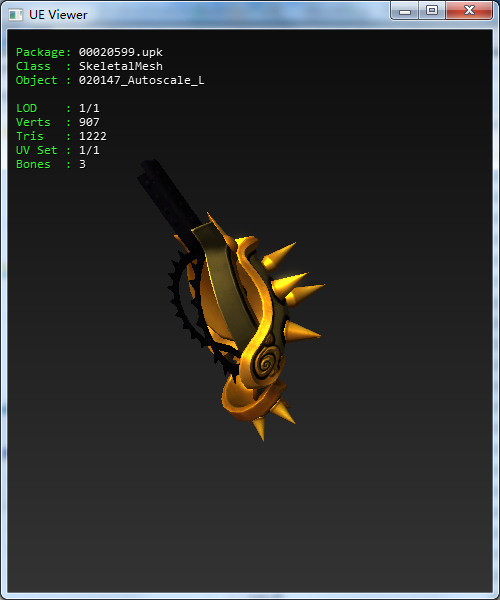 UE Viewer
Package: 00020599.upk
Class : SkeletalMesh
Object : 020147_Autoscale_L
LOD : 1/1
Verts : 907
Tris : 1222
UV Set : 1/1
Bones : 3